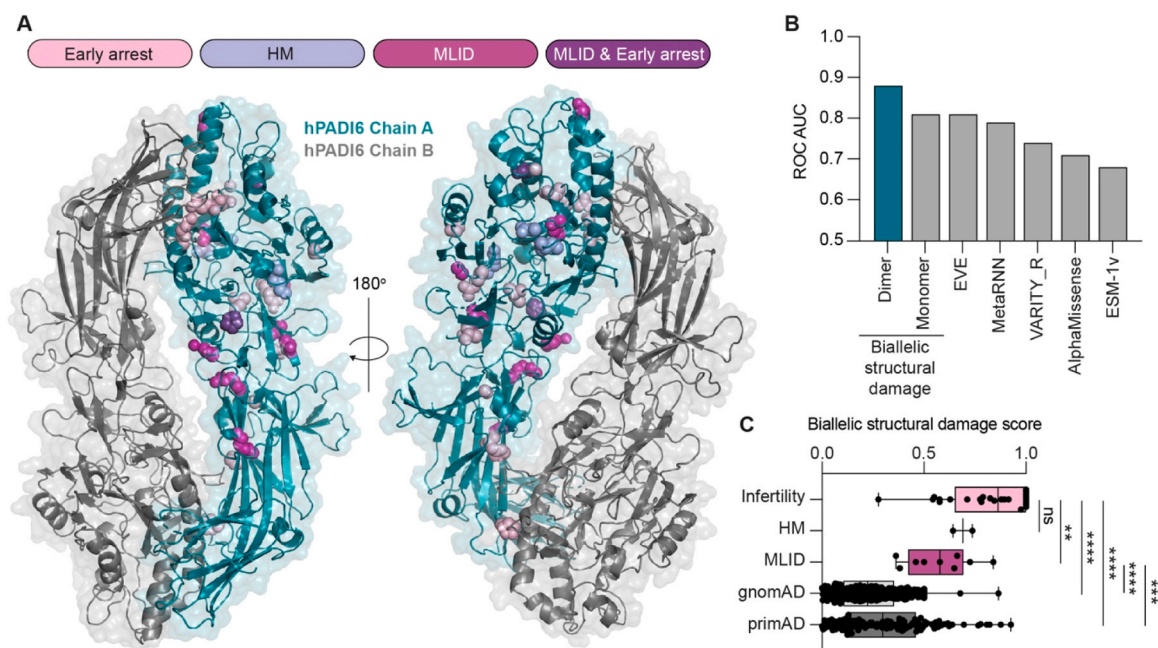 A
Early arrest
HM
MLID
MLID & Early arrest
hPADI6 Chain A
hPADI6 Chain B
180°
B
ROC AUC
1.0
0.9
0.8
0.7
0.6
0.5
Dimer
Monomer
EVE
MetaRNN
VARITY_R
AlphaMissense
ESM-1v
Biallelic
structural
damage
C
Biallelic structural damage score
0.0
0.5
1.0
Infertility
HM
MLID
gnomAD
primAD
ns
**
****
****
****
***